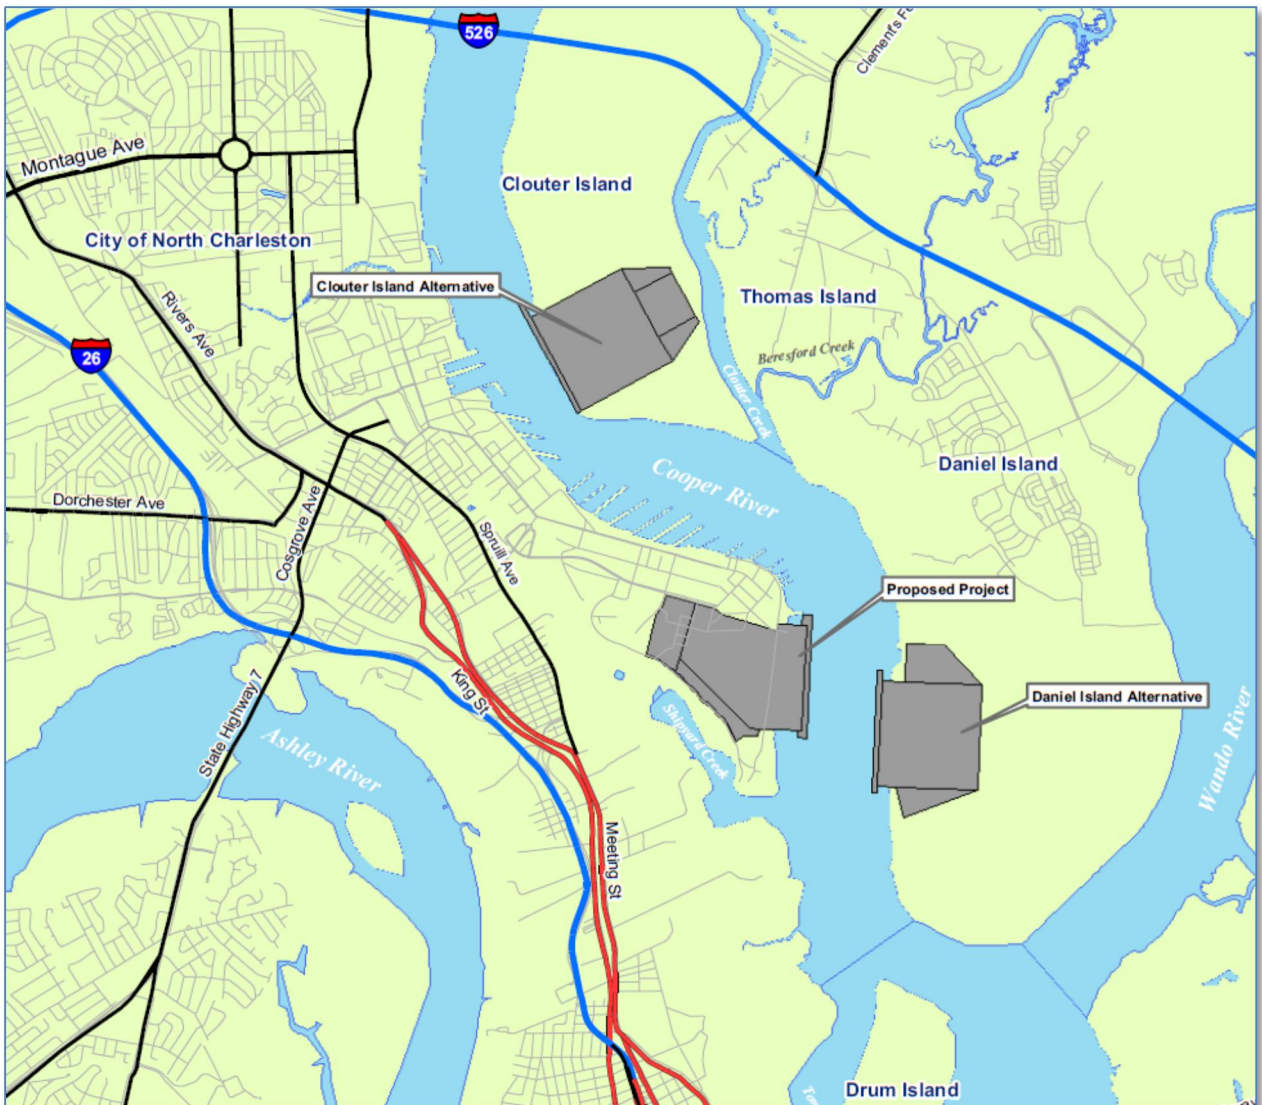 526
Clement's F
Montague Ave
Clouter Island
City of North Charleston
Clouter Island Alternative
Thomas Island
Rivers Ave
26
Beresford Creek
Clouter Creek
Daniel Island
Cooper River
Dorchester Ave
Cosgrove Ave
Spruill Ave
Proposed Project
King St
Daniel Island Alternative
State Highway 7
Shipyard Creek
Ashley River
Wando River
Meeting St
Drum Island